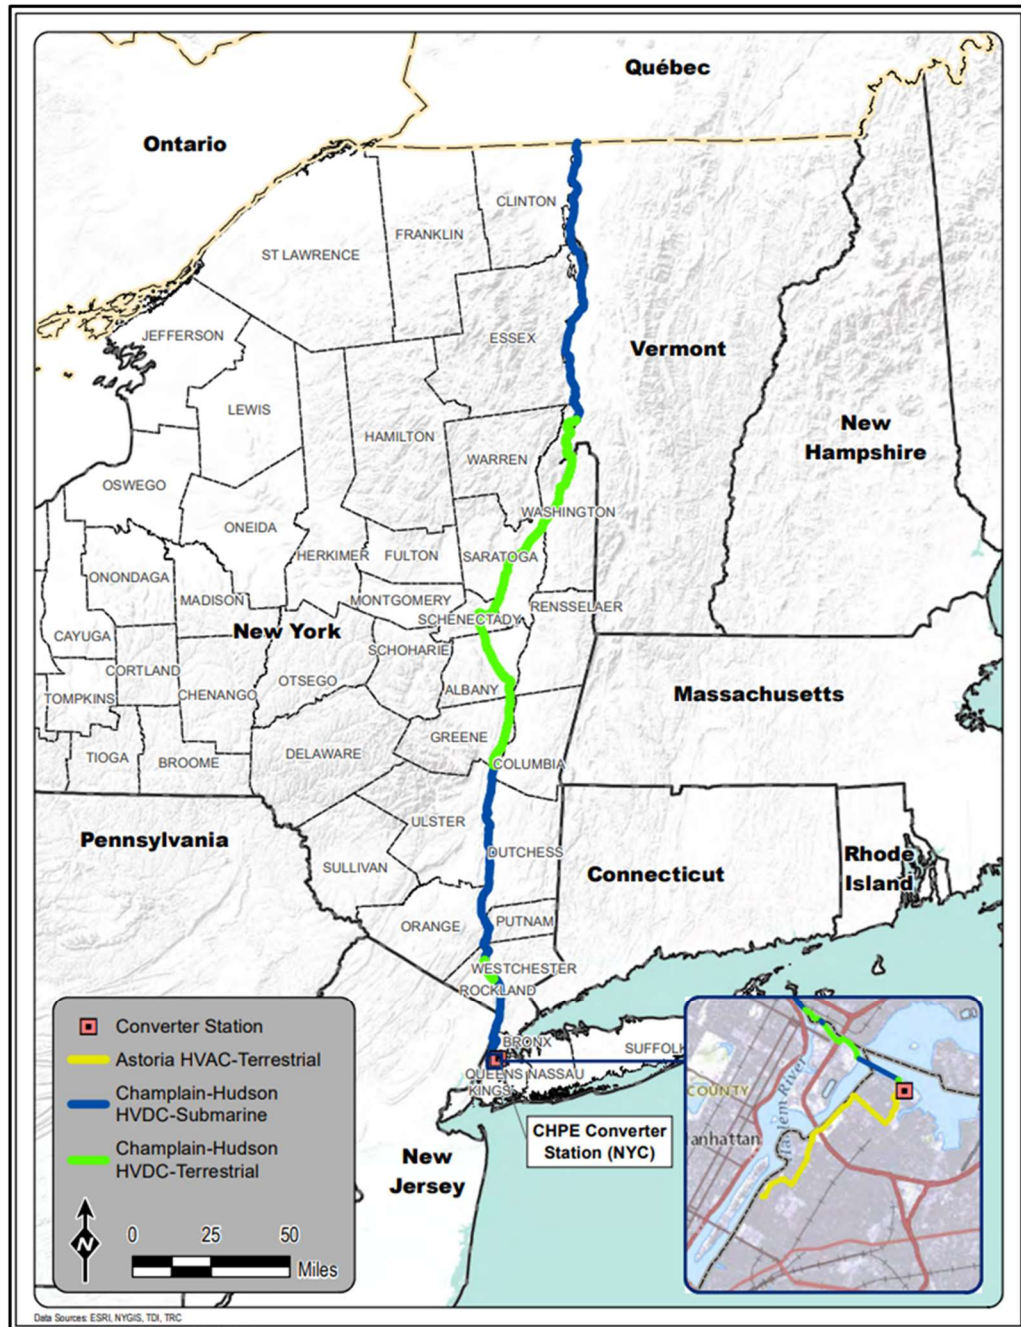 Québec
Ontario
CLINTON
FRANKLIN
ST LAWRENCE
JEFFERSON
ESSEX
Vermont
LEWIS
New
Hampshire
HAMILTON
WARREN
OSWEGO
WASHINGTON
ONEIDA
HERKIMER
FULTON
SARATOGA
ONONDAGA
MADISON
MONTGOMERY
RENSSELAER
SCHENECTADY
New York
CAYUGA
SCHOHARIE
CORTLAND
OTSEGO
ALBANY
TOMPKINS
CHENANGO
Massachusetts
GREENE
TIOGA
BROOME
DELAWARE
COLUMBIA
ULSTER
Pennsylvania
DUTCHESS
SULLIVAN
Connecticut
Rhode
Island
ORANGE
PUTNAM
WESTCHESTER
ROCKLAND
BRONX
SUFFOLK
QUEENS
NASSAU
KINGS
CHPE Converter
Station (NYC)
New
Jersey
Converter Station
Astoria HVAC-Terrestrial
Champlain-Hudson
HVDC-Submarine
Champlain-Hudson
HVDC-Terrestrial
N
0 25 50
Miles
COUNTY
anhattan
River
Data Sources: ESRI, NYGIS, TDI, TRC